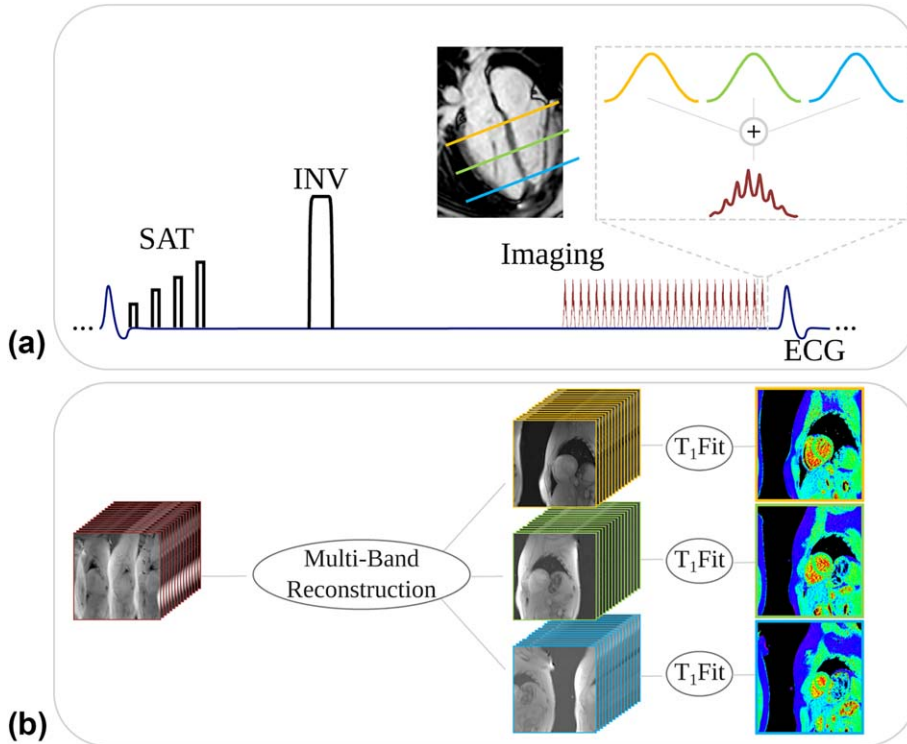 INV
+
SAT
Imaging
...
...
(a)
ECG
T₁Fit
Multi-Band
Reconstruction
T₁Fit
T₁Fit
(b)